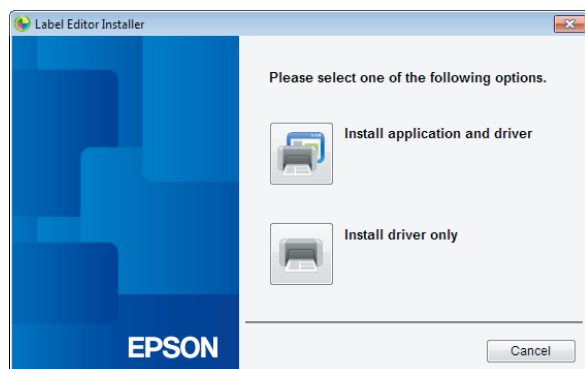 Label Editor Installer
Please select one of the following options.
Install application and driver
Install driver only
EPSON
Cancel